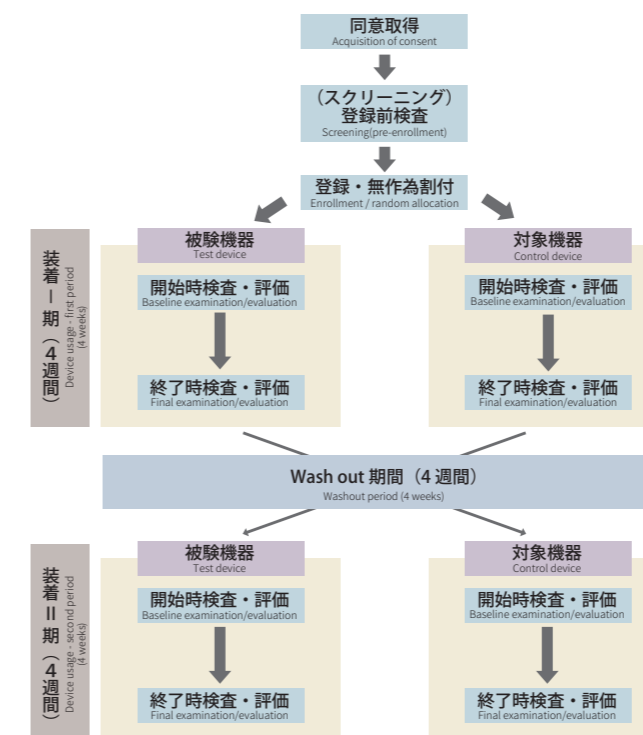 同意取得
Acquisition of consent
（スクリーニング）
登録前検査
Screening(pre-enrollment)
登録・無作為割付
Enrollment / random allocation
装着Ⅰ期（4週間）
Device usage - first period
(4 weeks)
被験機器
Test device
開始時検査・評価
Baseline examination/evaluation
終了時検査・評価
Final examination/evaluation
対象機器
Control device
開始時検査・評価
Baseline examination/evaluation
終了時検査・評価
Final examination/evaluation
Wash out 期間（4 週間）
Washout period (4 weeks)
装着Ⅱ期（4週間）
Device usage - second period
(4 weeks)
被験機器
Test device
開始時検査・評価
Baseline examination/evaluation
終了時検査・評価
Final examination/evaluation
対象機器
Control device
開始時検査・評価
Baseline examination/evaluation
終了時検査・評価
Final examination/evaluation